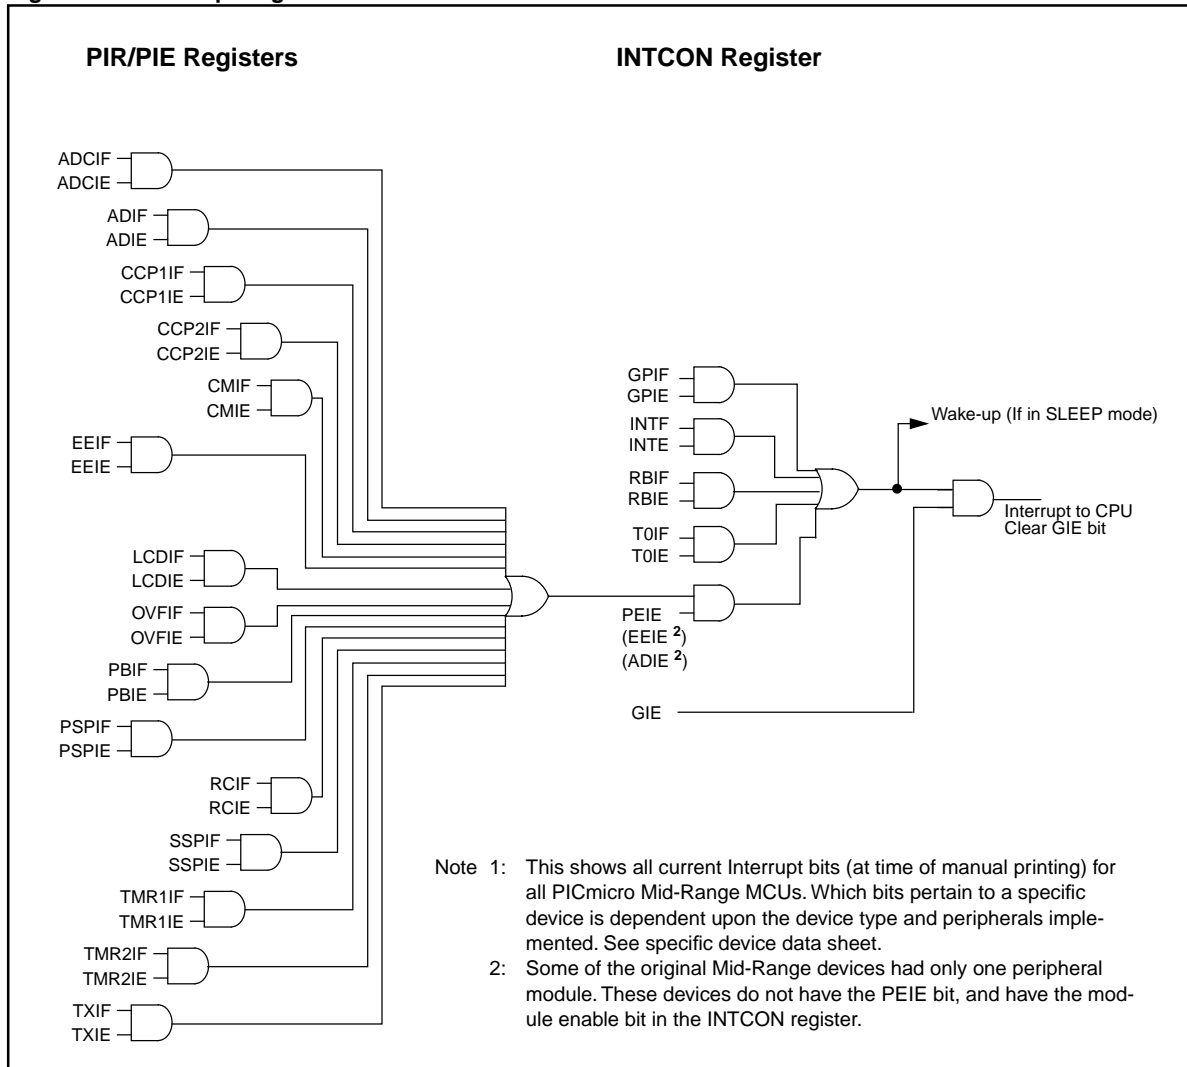 PIR/PIE Registers
INTCON Register
ADCIF
ADCIE
ADIF
ADIE
CCP1IF
CCP1IE
CCP2IF
CCP2IE
CMIF
CMIE
EEIF
EEIE
LCDIF
LCDIE
OVFIF
OVFIE
PBIF
PBIE
PSPIF
PSPIE
RCIF
RCIE
SSPIF
SSPIE
TMR1IF
TMR1IE
TMR2IF
TMR2IE
TXIF
TXIE
GPIF
GPIE
INTF
INTE
RBIF
RBIE
T0IF
T0IE
PEIE
(EEIE 2)
(ADIE 2)
GIE
Wake-up (If in SLEEP mode)
Interrupt to CPU
Clear GIE bit
Note 1: This shows all current Interrupt bits (at time of manual printing) for
all PICmicro Mid-Range MCUs. Which bits pertain to a specific
device is dependent upon the device type and peripherals imple-
mented. See specific device data sheet.
2: Some of the original Mid-Range devices had only one peripheral
module. These devices do not have the PEIE bit, and have the mod-
ule enable bit in the INTCON register.